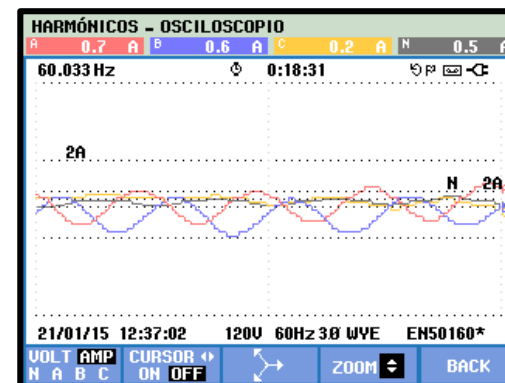 HARMÓNICOS - OSCILOSCOPIO
A 0.7 A B 0.6 A C 0.2 A N 0.5 A
60.033 Hz 0:18:31
2A
N 2A
21/01/15 12:37:02 120V 60Hz 3.Ø WYE EN50160*
VOLT AMP CURSOR ZOOM BACK
N A B C ON OFF